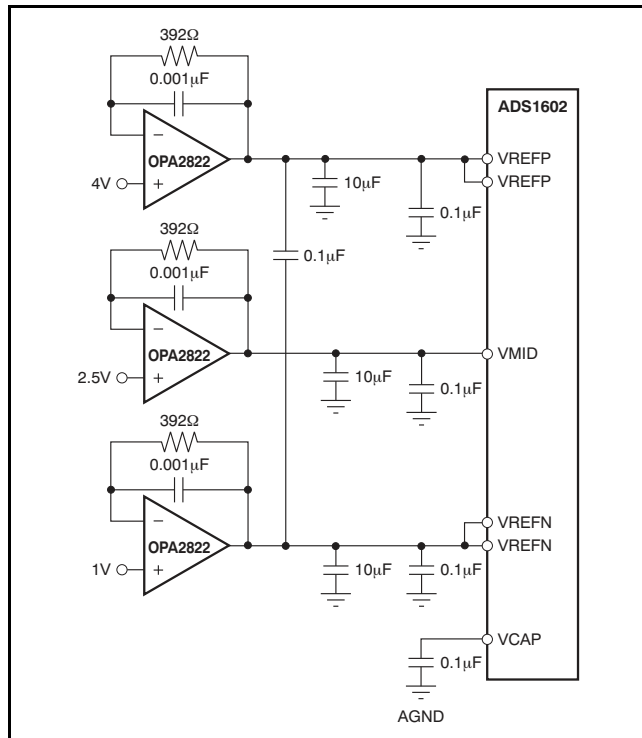 392Ω
0.001μF
ADS1602
OPA2822
VREFP
VREFP
4V
10μF
0.1μF
392Ω
0.1μF
0.001μF
OPA2822
VMID
2.5V
10μF
0.1μF
392Ω
0.001μF
VREFN
OPA2822
VREFN
1V
10μF
0.1μF
VCAP
0.1μF
AGND